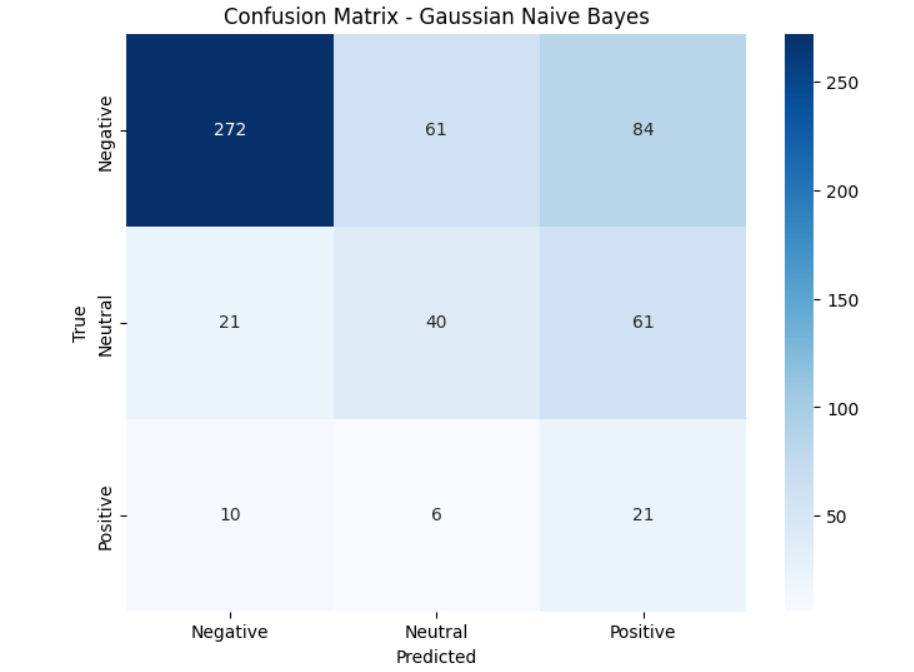 Confusion Matrix - Gaussian Naive Bayes
Negative
272
61
84
True
Neutral
21
40
61
Positive
10
6
21
Negative
Neutral
Positive
Predicted
250
200
150
100
50